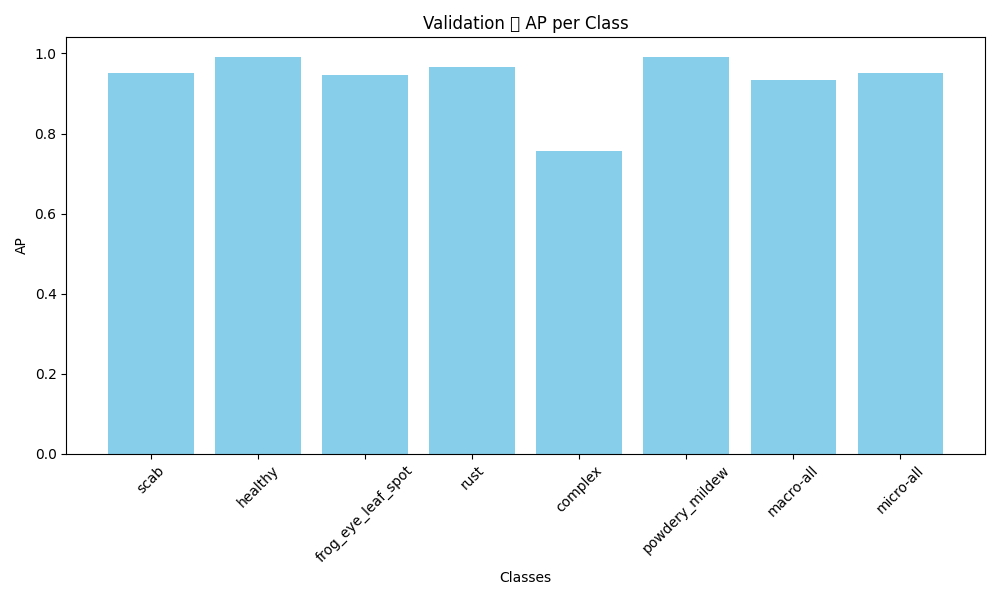 Validation AP per Class
1.0
0.8
0.6
0.4
0.2
0.0
AP
scab
healthy
frog_eye_leaf_spot
rust
complex
powdery_mildew
macro-all
micro-all
Classes